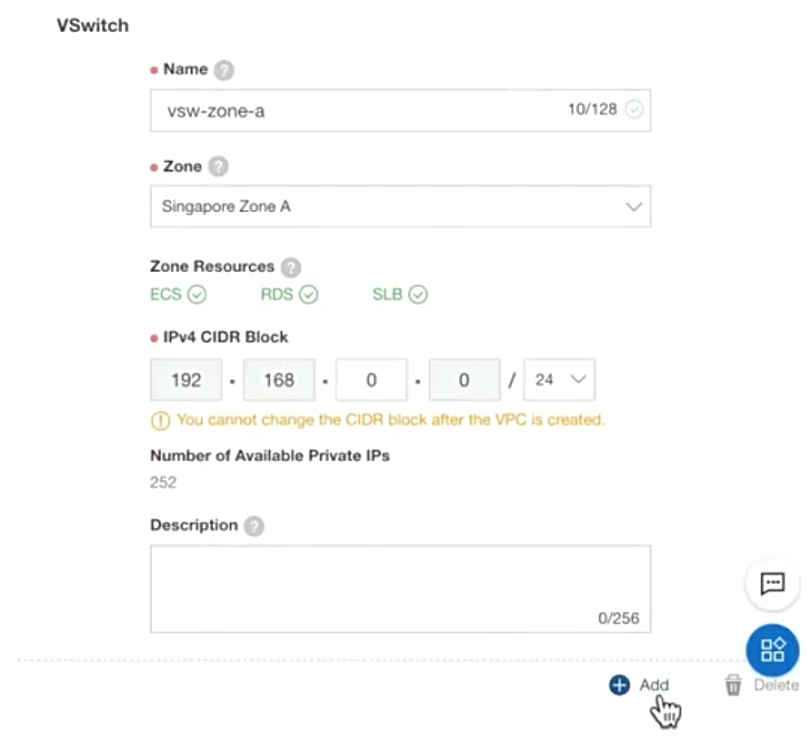 VSwitch
• Name ?
vsw-zone-a 10/128
• Zone ?
Singapore Zone A
Zone Resources ?
ECS RDS SLB
• IPv4 CIDR Block
192 . 168 . 0 . 0 / 24
! You cannot change the CIDR block after the VPC is created.
Number of Available Private IPs
252
Description ?
0/256
Add Delete